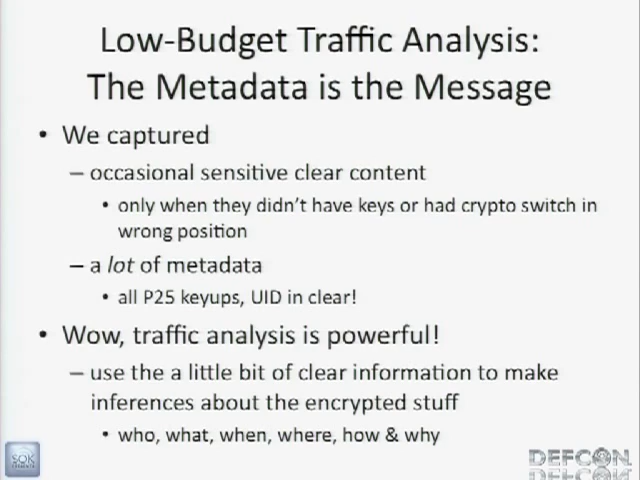 Low-Budget Traffic Analysis:
The Metadata is the Message
• We captured
– occasional sensitive clear content
• only when they didn't have keys or had crypto switch in
wrong position
– a lot of metadata
• all P25 keyups, UID in clear!
• Wow, traffic analysis is powerful!
– use the a little bit of clear information to make
inferences about the encrypted stuff
• who, what, when, where, how & why
SOK
DEFCON